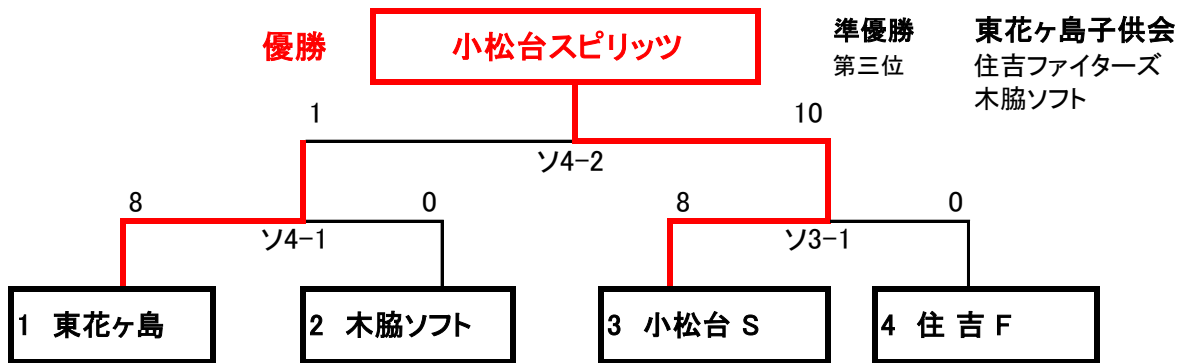 優勝 小松台スピリッツ 準優勝 東花ヶ島子供会
第三位 住吉ファイターズ
木脇ソフト
1 10
ソ4-2
8 0 8 0
ソ4-1 ソ3-1
1 東花ヶ島 2 木脇ソフト 3 小松台 S 4 住 吉 F